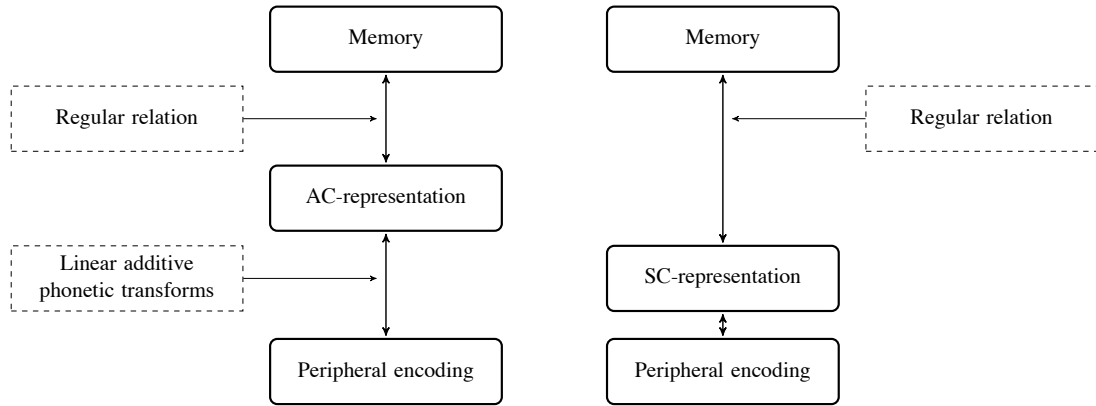 Memory
Memory
Regular relation
Regular relation
AC-representation
Linear additive
phonetic transforms
SC-representation
Peripheral encoding
Peripheral encoding